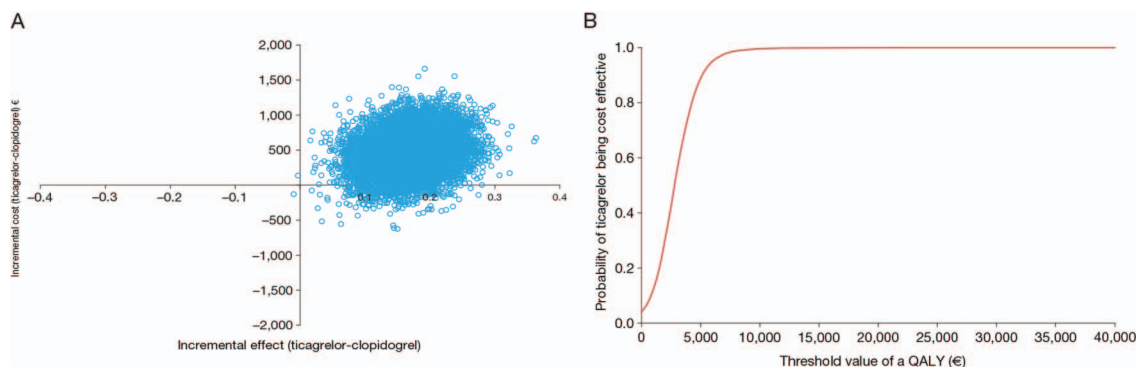 A
Incremental cost (ticagrelor-clopidogrel) €
2,000
1,500
1,000
500
−500
−1,000
−1,500
−2,000
−0.4 −0.3 −0.2 −0.1 0.1 0.2 0.3 0.4
Incremental effect (ticagrelor-clopidogrel)
B
Probability of ticagrelor being cost effective
1.0
0.8
0.6
0.4
0.2
0.0
0 5,000 10,000 15,000 20,000 25,000 30,000 35,000 40,000
Threshold value of a QALY (€)